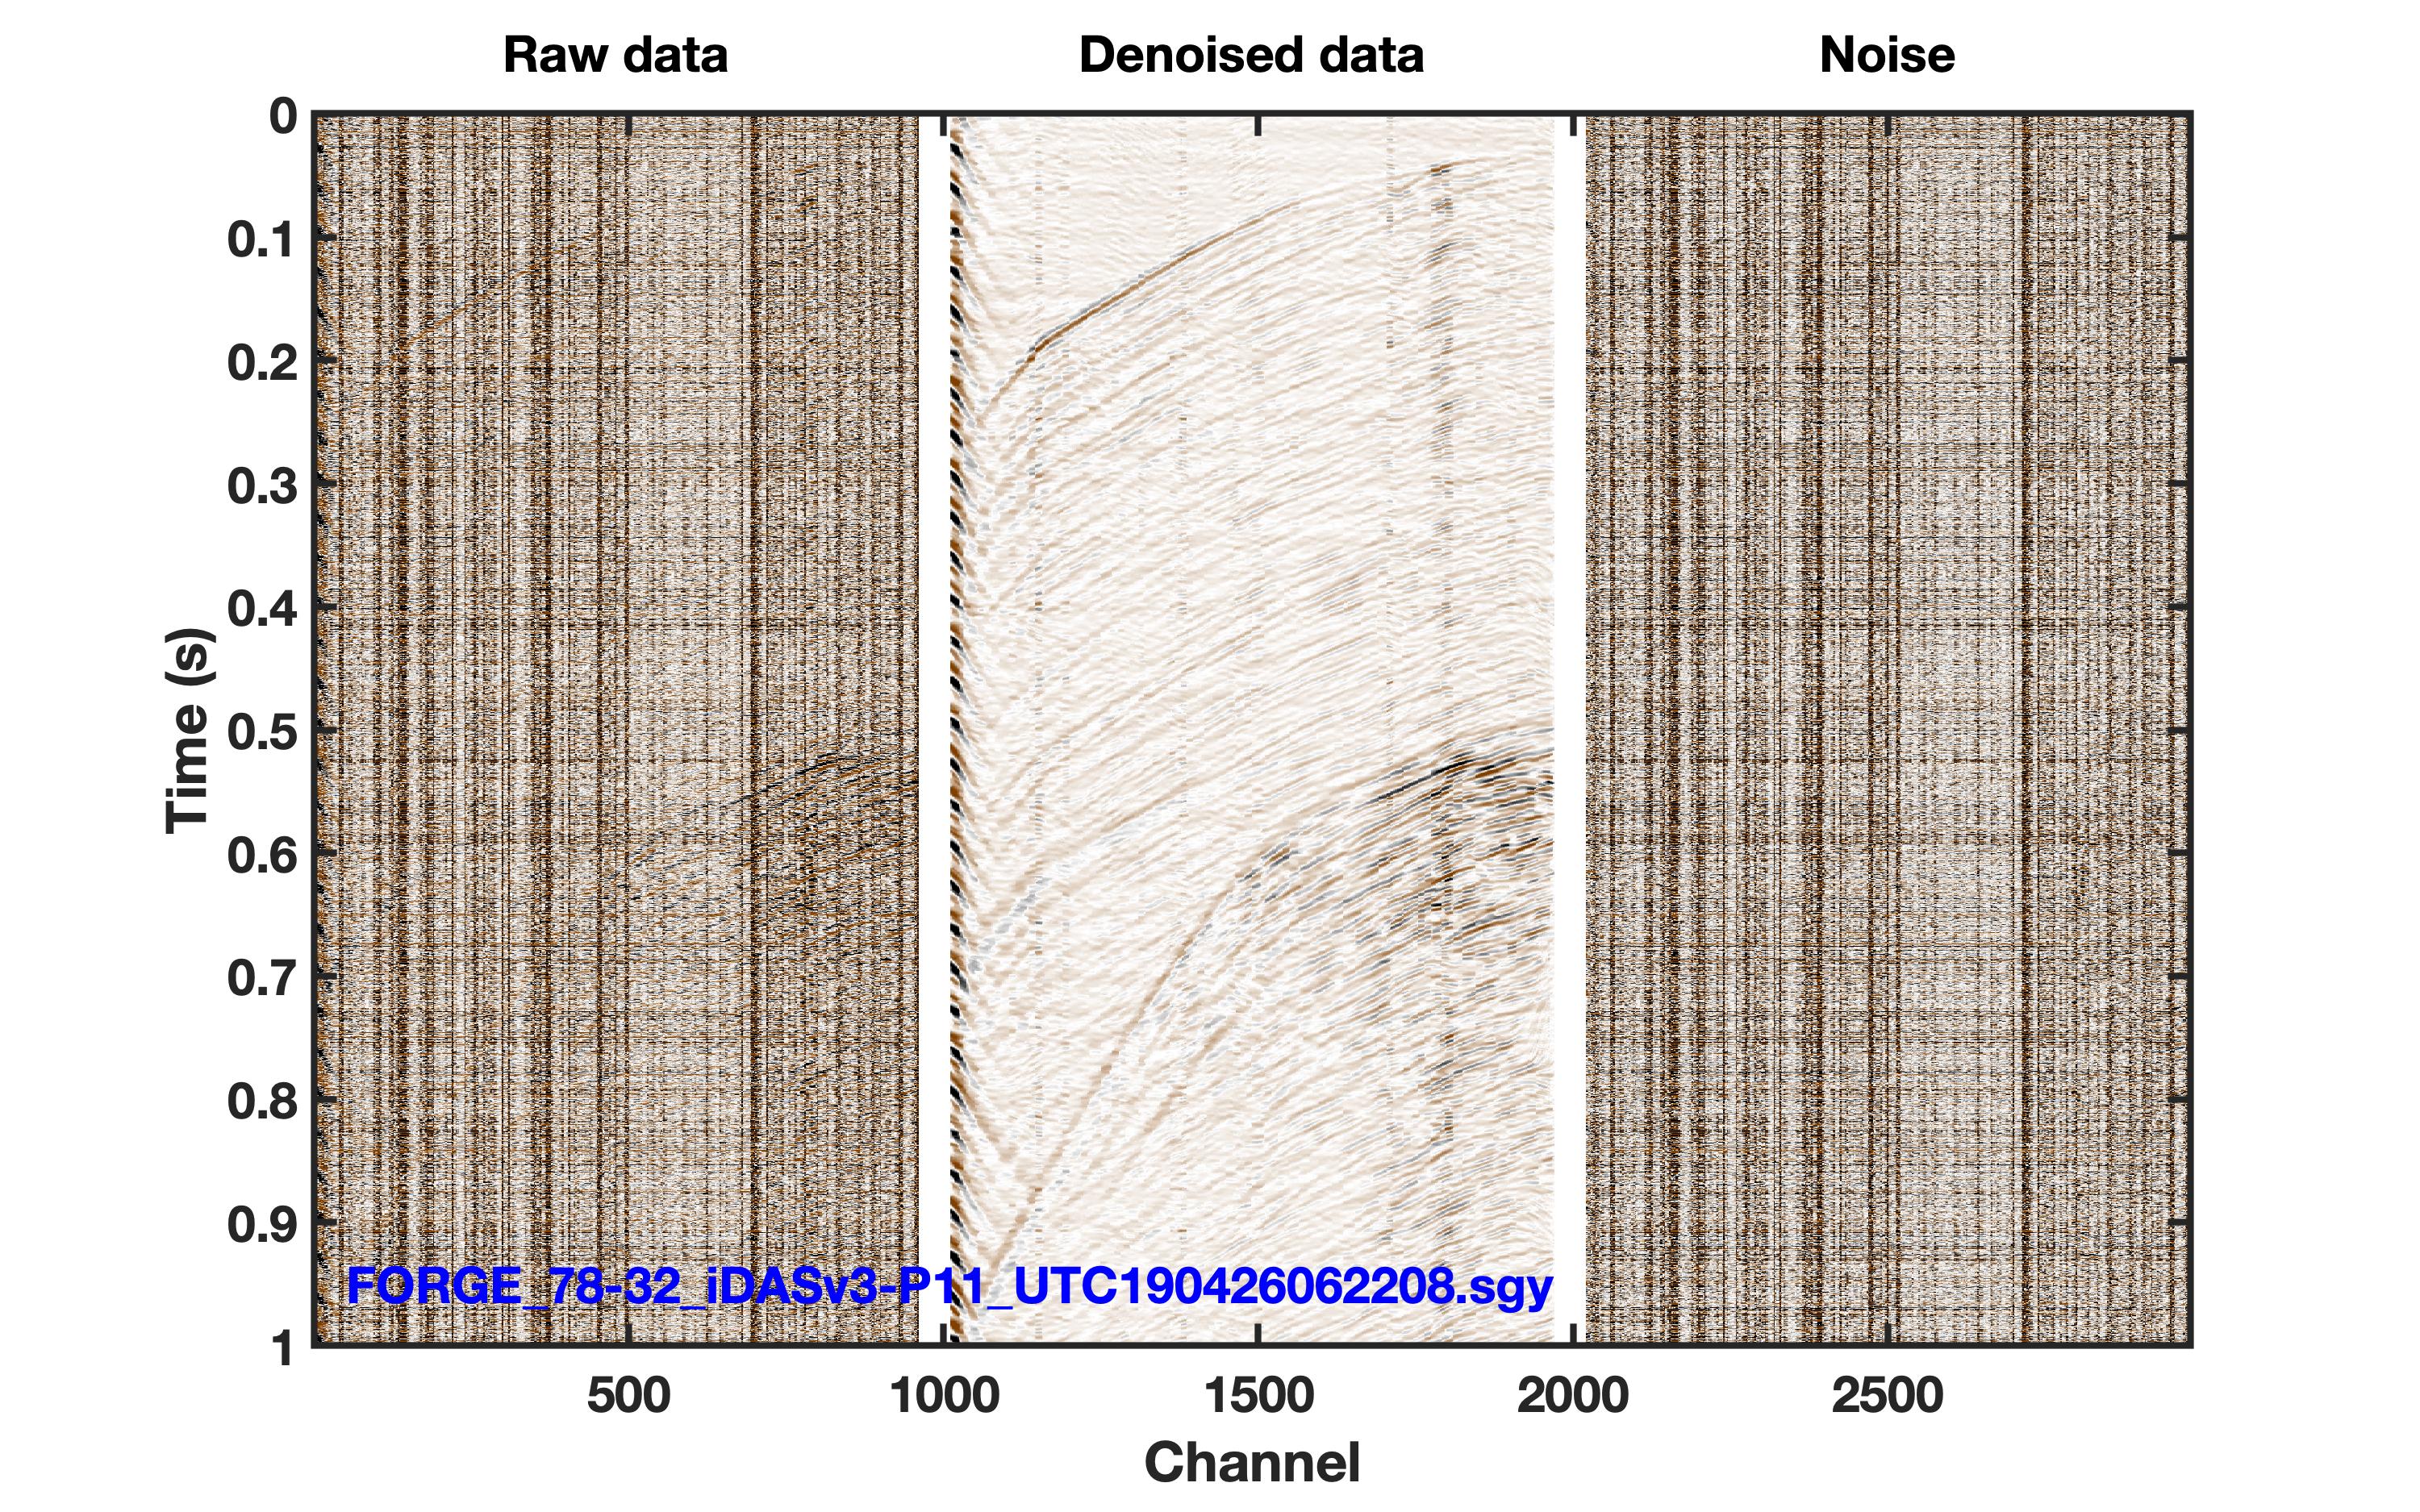 Raw data Denoised data Noise
0
0.1
0.2
0.3
0.4
0.5
0.6
0.7
0.8
0.9
1
Time (s)
FORGE_78-32_iDASv3-P11_UTC190426062208.sgy
500 1000 1500 2000 2500
Channel